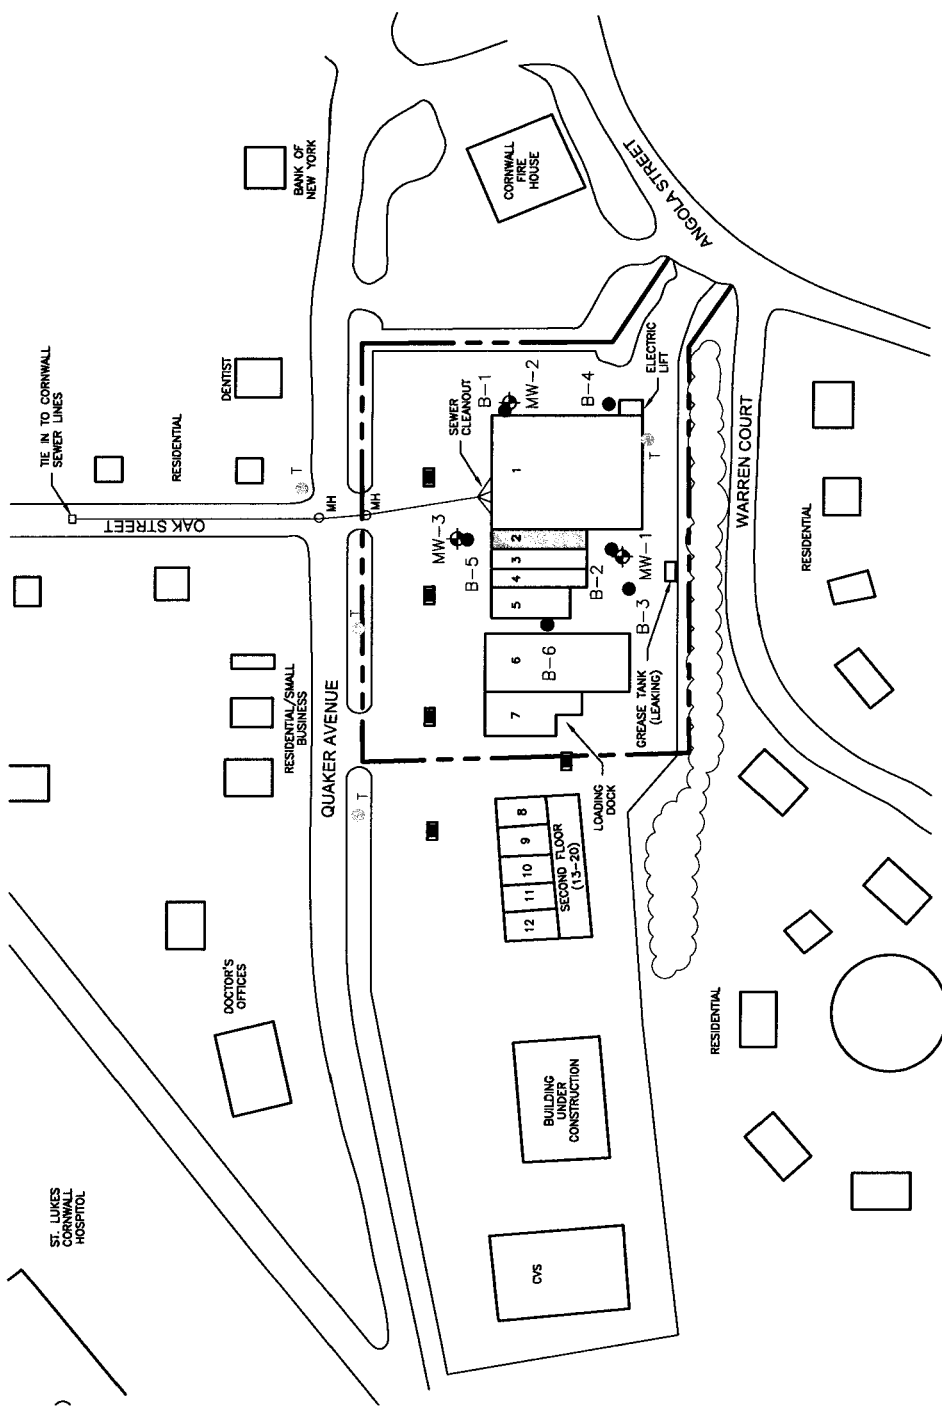 ST. LUKES
CORNWALL
HOSPITOL
DOCTOR'S
OFFICES
RESIDENTIAL/SMALL
BUSINESS
OAK STREET
TIE IN TO CORNWALL
SEWER LINES
RESIDENTIAL
DENTIST
BANK OF
NEW YORK
QUAKER AVENUE
T
T
T
MH
MH
CORNWALL
FIRE
HOUSE
ANGOLA STREET
SEWER
CLEANOUT
B-1
MW-2
B-4
ELECTRIC
LIFT
T
MW-3
B-5
1
2
3
4
5
6
7
B-2
MW-1
B-3
B-6
GREASE TANK
(LEAKING)
LOADING
DOCK
8
9
10
11
12
SECOND FLOOR
(13-20)
BUILDING
UNDER
CONSTRUCTION
CVS
WARREN COURT
RESIDENTIAL
RESIDENTIAL